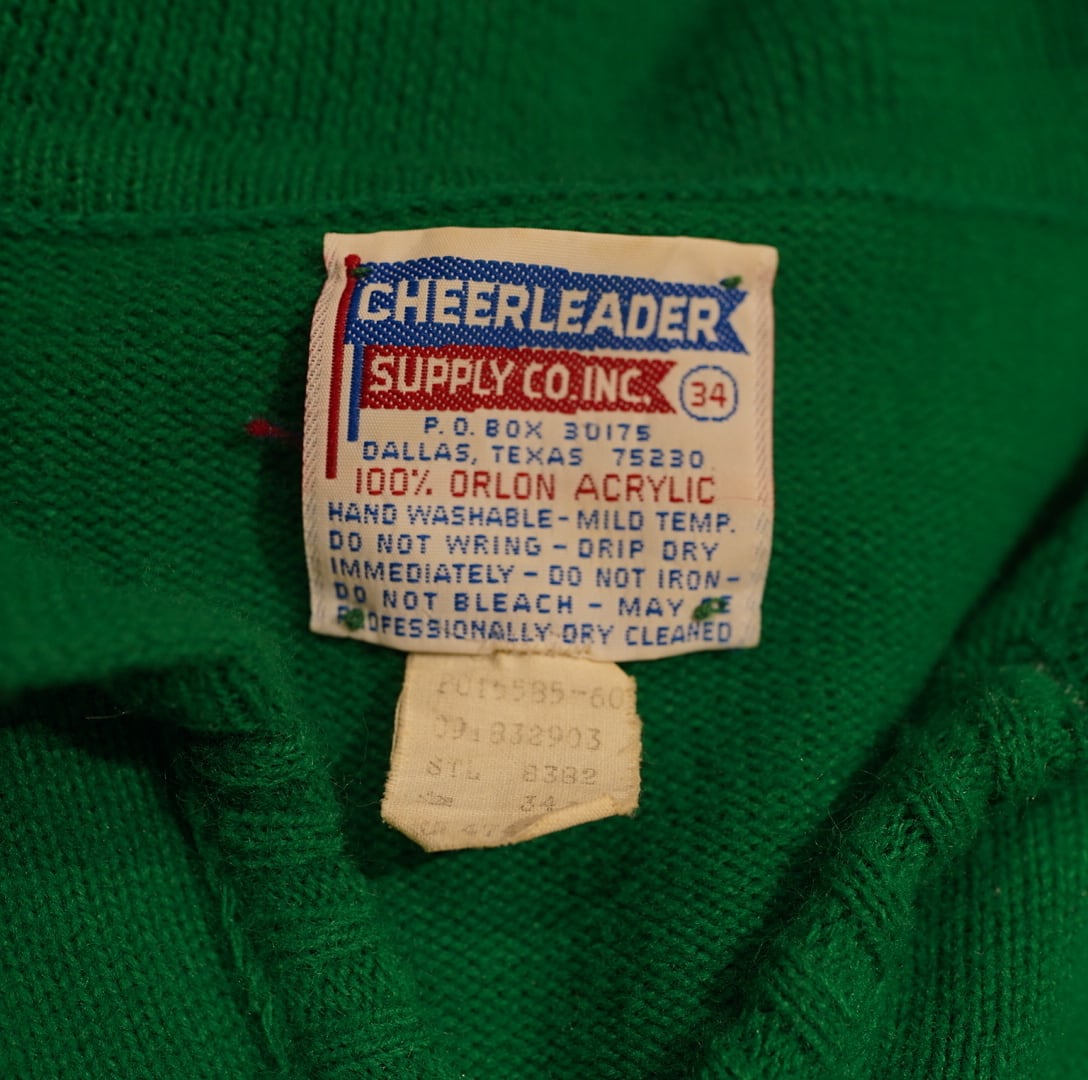 CHEERLEADER
SUPPLY CO. INC. 34
P.O. BOX 30175
DALLAS, TEXAS 75230
100% ORLON ACRYLIC
HAND WASHABLE - MILD TEMP.
DO NOT WRING - DRIP DRY
IMMEDIATELY - DO NOT IRON -
DO NOT BLEACH - MAY BE
PROFESSIONALLY DRY CLEANED
091832903
STL 8382
34